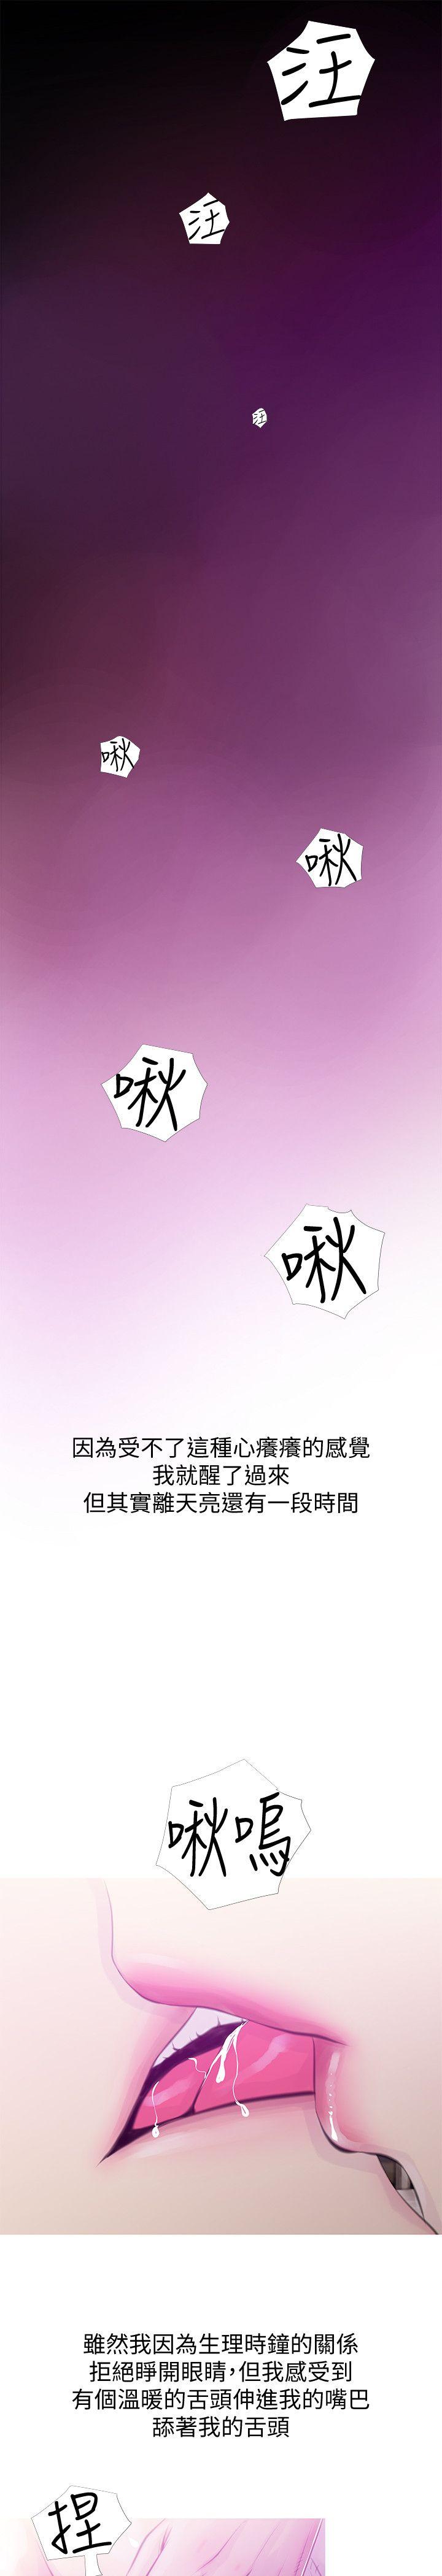 汪
汪
汪
啾
啾
啾
啾
因為受不了這種心癢癢的感覺
我就醒了過來
但其實離天亮還有一段時間
啾嗚
雖然我因為生理時鐘的關係
拒絕睜開眼睛，但我感受到
有個溫暖的舌頭伸進我的嘴巴
舔著我的舌頭
捏